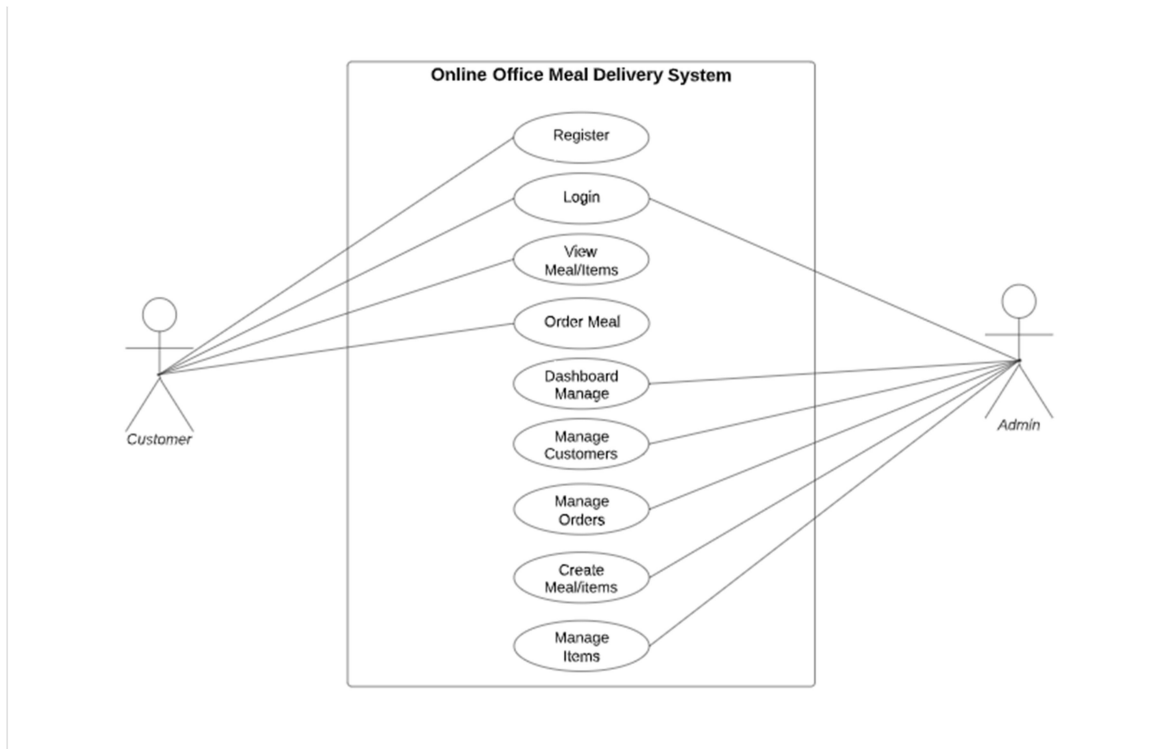 Online Office Meal Delivery System
Register
Login
View
Meal/Items
Order Meal
Dashboard
Manage
Manage
Customers
Manage
Orders
Create
Meal/items
Manage
Items
Customer
Admin